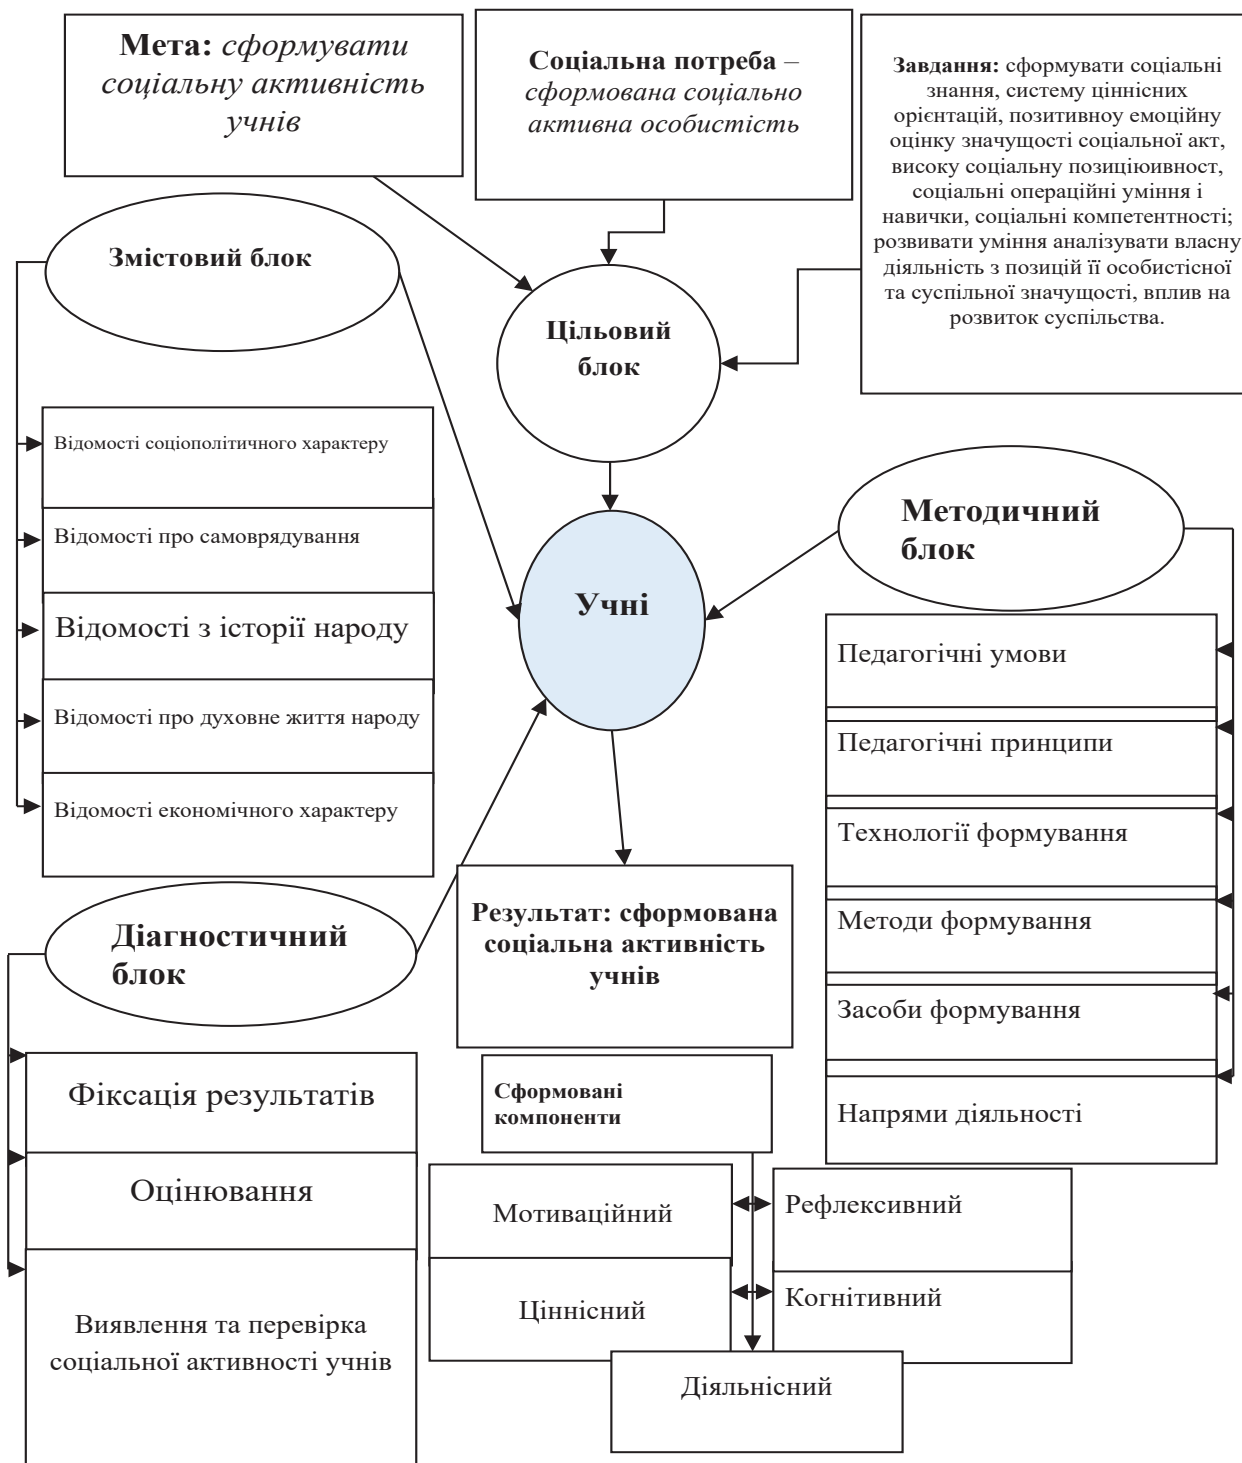 Мета: сформувати
соціальну активність
учнів
Соціальна потреба –
сформована соціально
активна особистість
Завдання: сформувати соціальні
знання, систему ціннісних
орієнтацій, позитивноу емоційну
оцінку значущості соціальної акт,
високу соціальну позиціюивност,
соціальні операційні уміння і
навички, соціальні компетентності;
розвивати уміння аналізувати власну
діяльність з позицій її особистісної
та суспільної значущості, вплив на
розвиток суспільства.
Змістовий блок
Цільовий
блок
Відомості соціополітичного характеру
Відомості про самоврядування
Відомості з історії народу
Відомості про духовне життя народу
Відомості економічного характеру
Учні
Методичний
блок
Педагогічні умови
Педагогічні принципи
Технології формування
Методи формування
Засоби формування
Напрями діяльності
Діагностичний
блок
Результат: сформована
соціальна активність
учнів
Фіксація результатів
Оцінювання
Виявлення та перевірка
соціальної активності учнів
Сформовані
компоненти
Мотиваційний
Рефлексивний
Ціннісний
Когнітивний
Діяльнісний